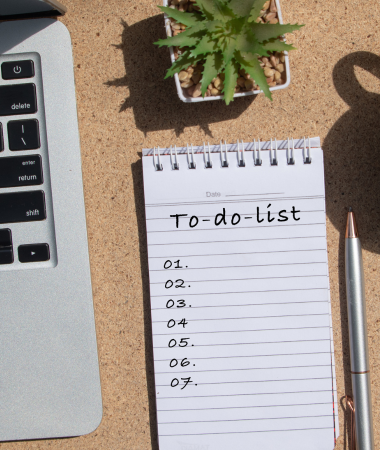 delete
|
\
enter
return
shift
Date
To-do-list
01.
02.
03.
04
05.
06.
07.